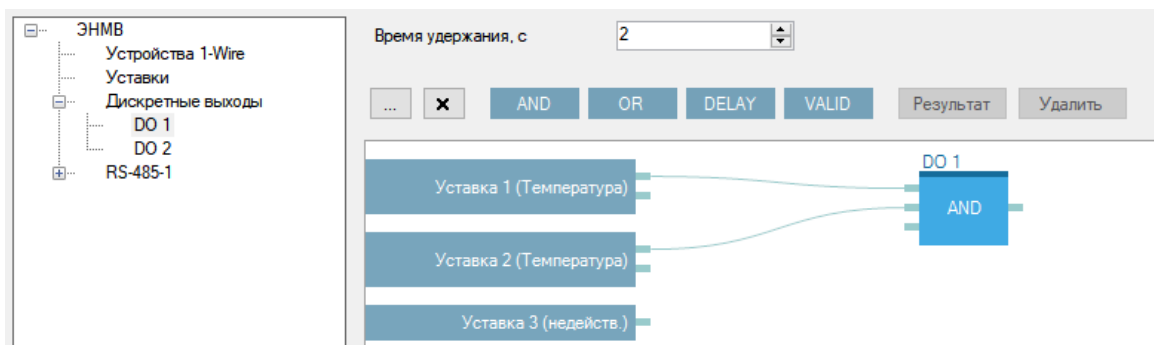 ЭНМВ
Устройства 1-Wire
Уставки
Дискретные выходы
DO 1
DO 2
RS-485-1
Время удержания, с 2
... × AND OR DELAY VALID Результат Удалить
DO 1
Уставка 1 (Температура)
AND
Уставка 2 (Температура)
Уставка 3 (недейств.)